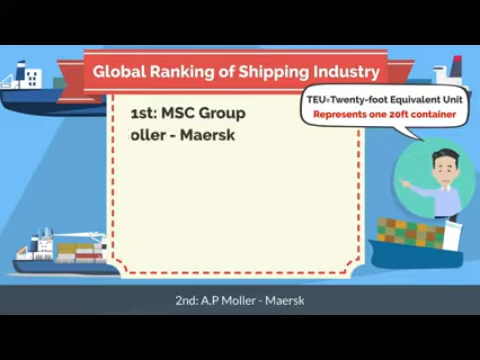 Global Ranking of Shipping Industry
TEU=Twenty-foot Equivalent Unit
Represents one 20ft container
1st: MSC Group
oller - Maersk
2nd: A.P Moller - Maersk